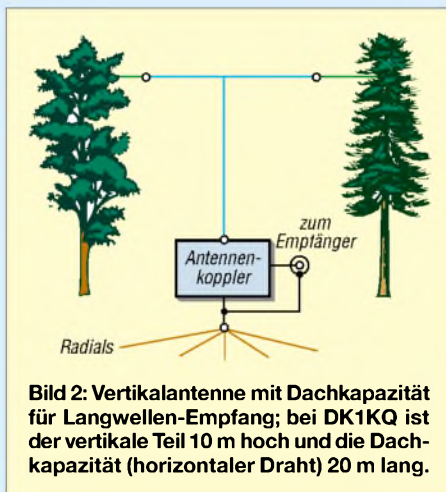 zum
Empfänger
Antennen-
koppler
Radials
Bild 2: Vertikalantenne mit Dachkapazität
für Langwellen-Empfang; bei DK1KQ ist
der vertikale Teil 10 m hoch und die Dach-
kapazität (horizontaler Draht) 20 m lang.